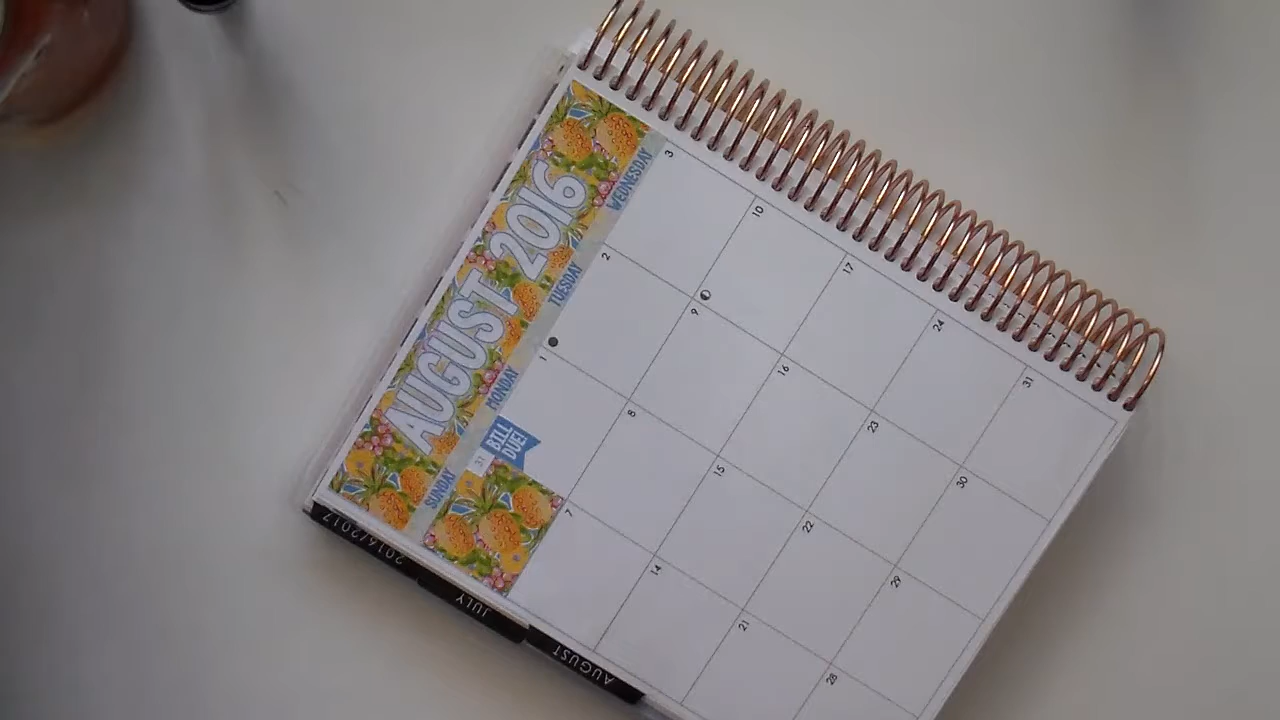 AUGUST 2016
SUNDAY MONDAY TUESDAY WEDNESDAY
31 1 2 3
BILL
DUE!
7 8 9 10
14 15 16 17
21 22 23 24
28 29 30 31
2016/2017
JULY
AUGUST